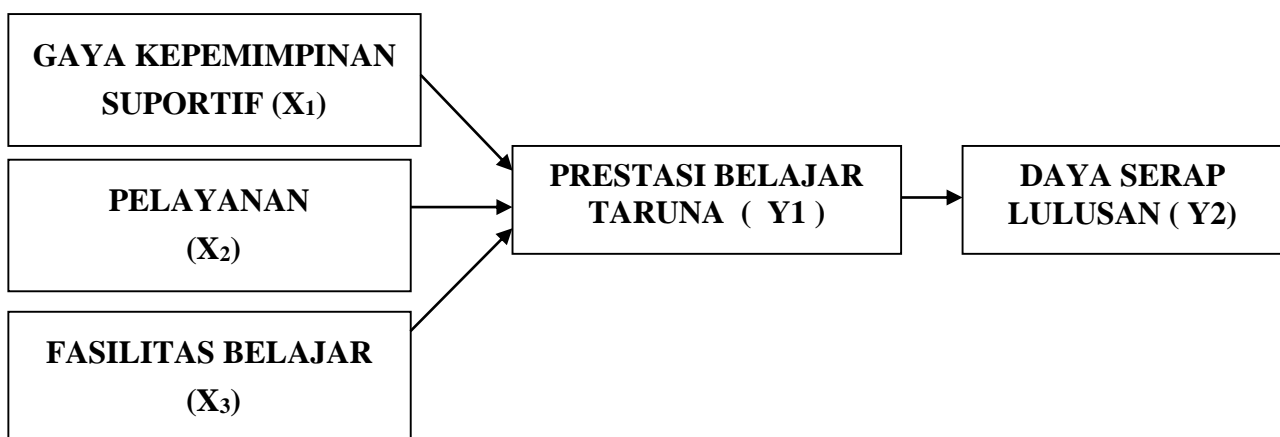 GAYA KEPEMIMPINAN
SUPORTIF (X₁)
PELAYANAN
(X₂)
FASILITAS BELAJAR
(X₃)
PRESTASI BELAJAR
TARUNA ( Y1 )
DAYA SERAP
LULUSAN ( Y2)